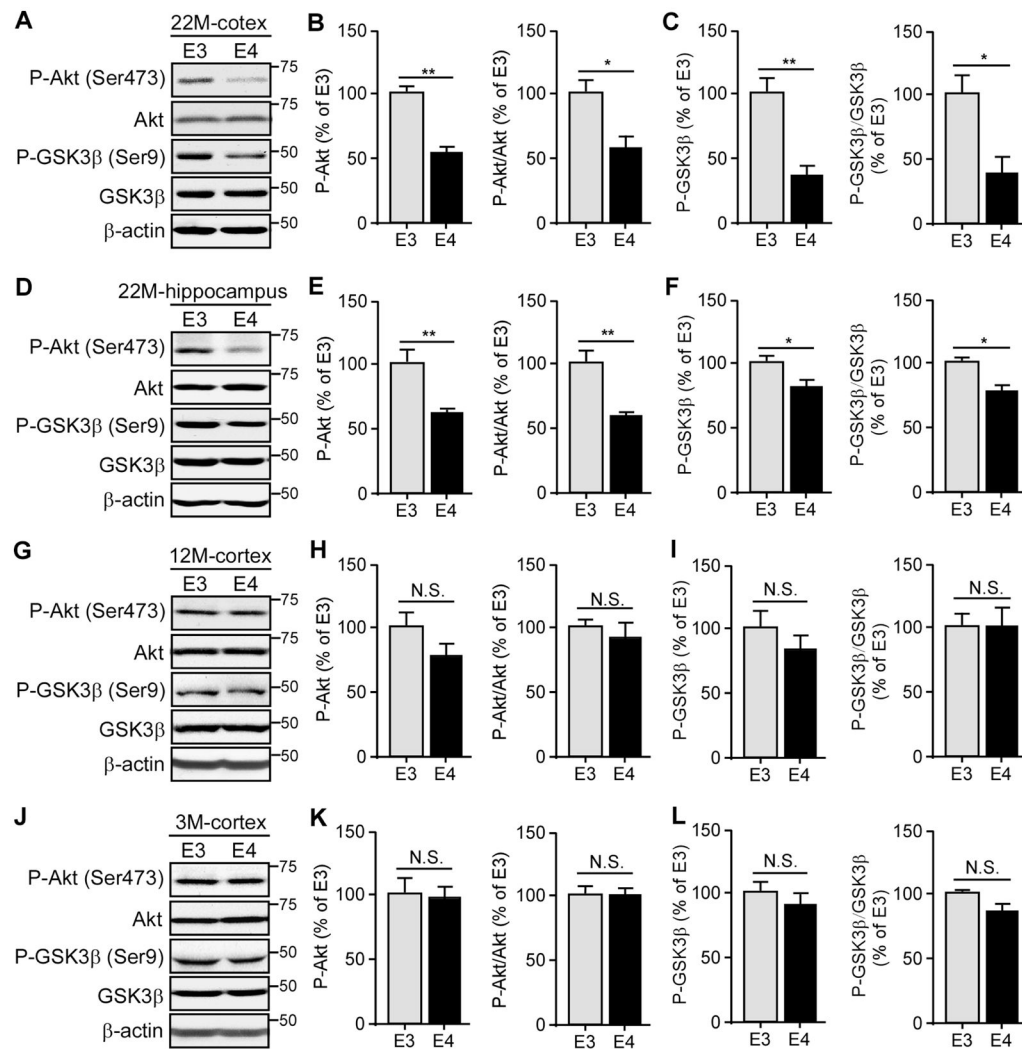 A
22M-cotex
E3 E4
P-Akt (Ser473)
75
Akt
75
P-GSK3β (Ser9)
50
GSK3β
50
β-actin
50
B
P-Akt (% of E3)
150
100
50
0
E3 E4
**
P-Akt/Akt (% of E3)
150
100
50
0
E3 E4
*
C
P-GSK3β (% of E3)
150
100
50
0
E3 E4
**
P-GSK3β/GSK3β
(% of E3)
150
100
50
0
E3 E4
*
D
22M-hippocampus
E3 E4
P-Akt (Ser473)
75
Akt
75
P-GSK3β (Ser9)
50
GSK3β
50
β-actin
50
E
P-Akt (% of E3)
150
100
50
0
E3 E4
**
P-Akt/Akt (% of E3)
150
100
50
0
E3 E4
**
F
P-GSK3β (% of E3)
150
100
50
0
E3 E4
*
P-GSK3β/GSK3β
(% of E3)
150
100
50
0
E3 E4
*
G
12M-cortex
E3 E4
P-Akt (Ser473)
75
Akt
75
P-GSK3β (Ser9)
50
GSK3β
50
β-actin
50
H
P-Akt (% of E3)
150
100
50
0
E3 E4
N.S.
P-Akt/Akt (% of E3)
150
100
50
0
E3 E4
N.S.
I
P-GSK3β (% of E3)
150
100
50
0
E3 E4
N.S.
P-GSK3β/GSK3β
(% of E3)
150
100
50
0
E3 E4
N.S.
J
3M-cortex
E3 E4
P-Akt (Ser473)
75
Akt
75
P-GSK3β (Ser9)
50
GSK3β
50
β-actin
50
K
P-Akt (% of E3)
150
100
50
0
E3 E4
N.S.
P-Akt/Akt (% of E3)
150
100
50
0
E3 E4
N.S.
L
P-GSK3β (% of E3)
150
100
50
0
E3 E4
N.S.
P-GSK3β/GSK3β
(% of E3)
150
100
50
0
E3 E4
N.S.